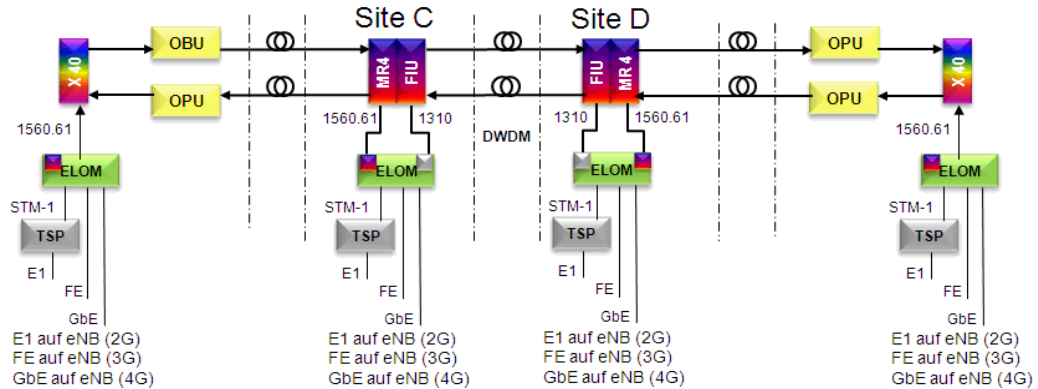 Site C
Site D
X 40
OBU
OPU
MR4
FIU
FIU
MR 4
OPU
OPU
X 40
1560.61
1560.61
1310
DWDM
1310
1560.61
1560.61
ELOM
ELOM
ELOM
ELOM
STM-1
STM-1
STM-1
STM-1
TSP
TSP
TSP
TSP
E1
E1
E1
E1
FE
FE
FE
FE
GbE
GbE
GbE
GbE
E1 auf eNB (2G)
FE auf eNB (3G)
GbE auf eNB (4G)
E1 auf eNB (2G)
FE auf eNB (3G)
GbE auf eNB (4G)
E1 auf eNB (2G)
FE auf eNB (3G)
GbE auf eNB (4G)
E1 auf eNB (2G)
FE auf eNB (3G)
GbE auf eNB (4G)